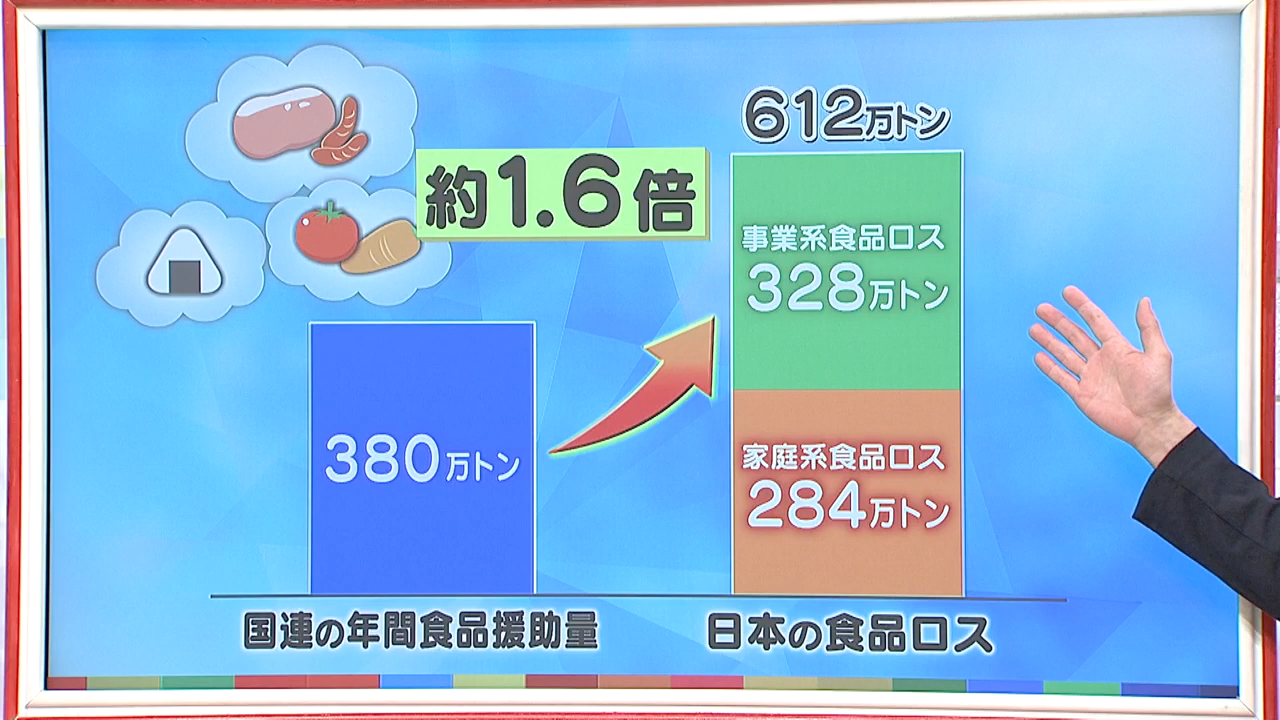 612万トン
約1.6倍
事業系食品ロス
328万トン
380万トン
家庭系食品ロス
284万トン
国連の年間食品援助量
日本の食品ロス